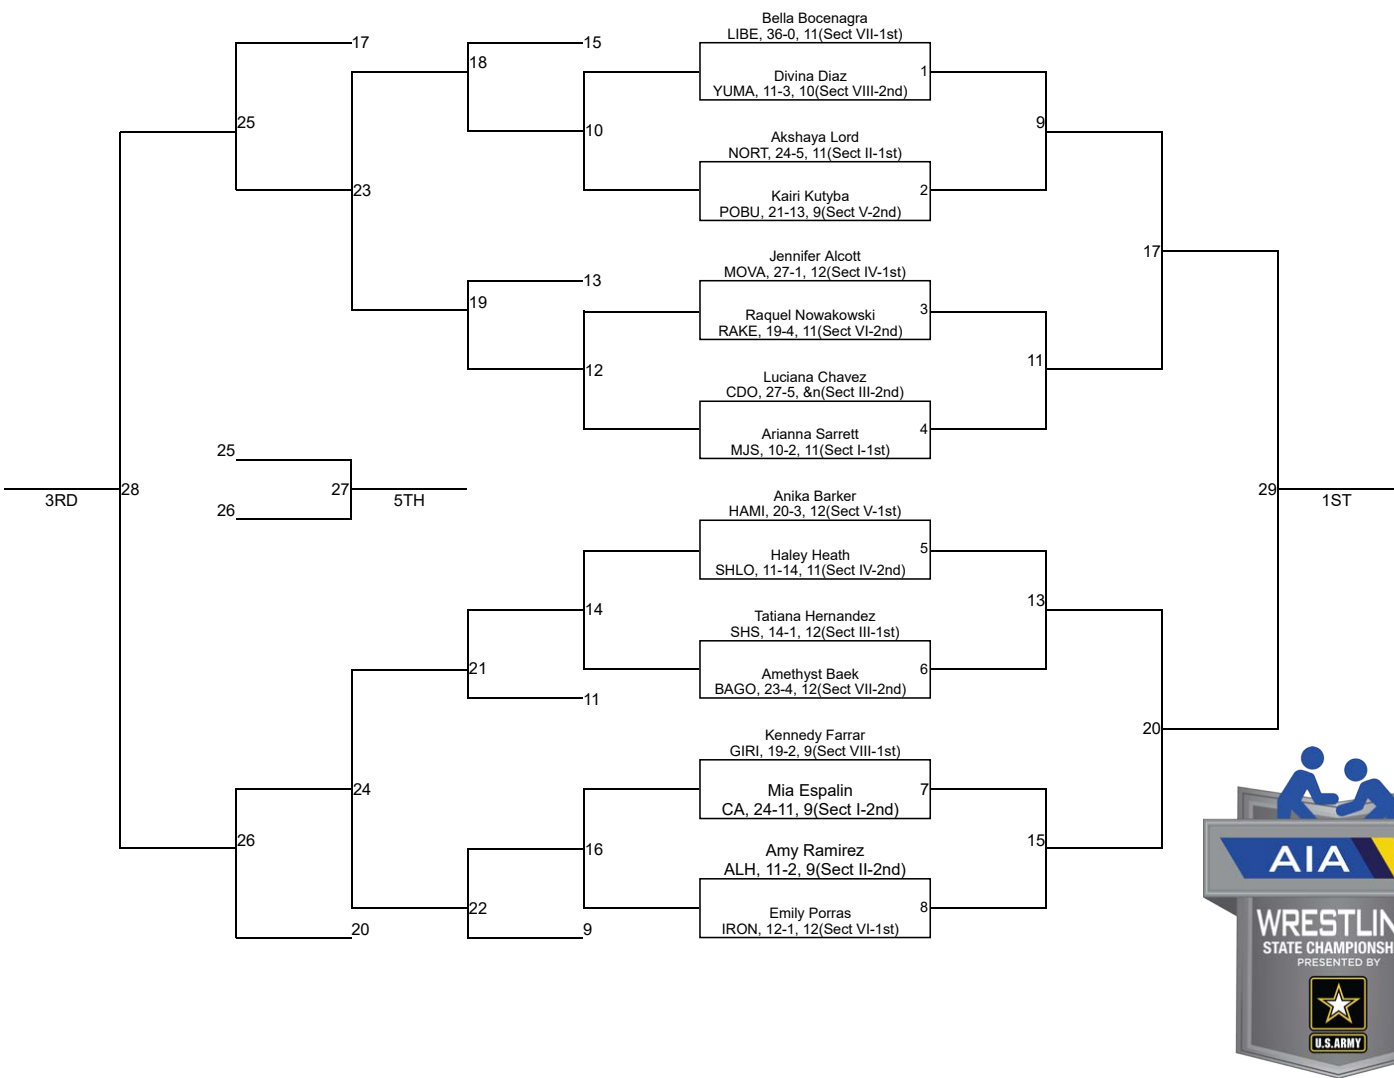 Bella Bocenagra
LIBE, 36-0, 11(Sect VII-1st)
17
15
18
1
Divina Diaz
YUMA, 11-3, 10(Sect VIII-2nd)
25
10
9
Akshaya Lord
NORT, 24-5, 11(Sect II-1st)
23
2
Kairi Kutyba
POBU, 21-13, 9(Sect V-2nd)
17
Jennifer Alcott
MOVA, 27-1, 12(Sect IV-1st)
13
19
3
Raquel Nowakowski
RAKE, 19-4, 11(Sect VI-2nd)
12
11
Luciana Chavez
CDO, 27-5, &n(Sect III-2nd)
4
Arianna Sarrett
MJS, 10-2, 11(Sect I-1st)
25
28
27
29
3RD
5TH
1ST
26
Anika Barker
HAMI, 20-3, 12(Sect V-1st)
5
Haley Heath
SHLO, 11-14, 11(Sect IV-2nd)
14
13
Tatiana Hernandez
SHS, 14-1, 12(Sect III-1st)
21
6
Amethyst Baek
BAGO, 23-4, 12(Sect VII-2nd)
11
20
Kennedy Farrar
GIRI, 19-2, 9(Sect VIII-1st)
24
7
Mia Espalin
CA, 24-11, 9(Sect I-2nd)
26
16
15
Amy Ramirez
ALH, 11-2, 9(Sect II-2nd)
22
8
Emily Porras
IRON, 12-1, 12(Sect VI-1st)
20
9
AIA
WRESTLIN
STATE CHAMPIONSH
PRESENTED BY
U.S.ARMY